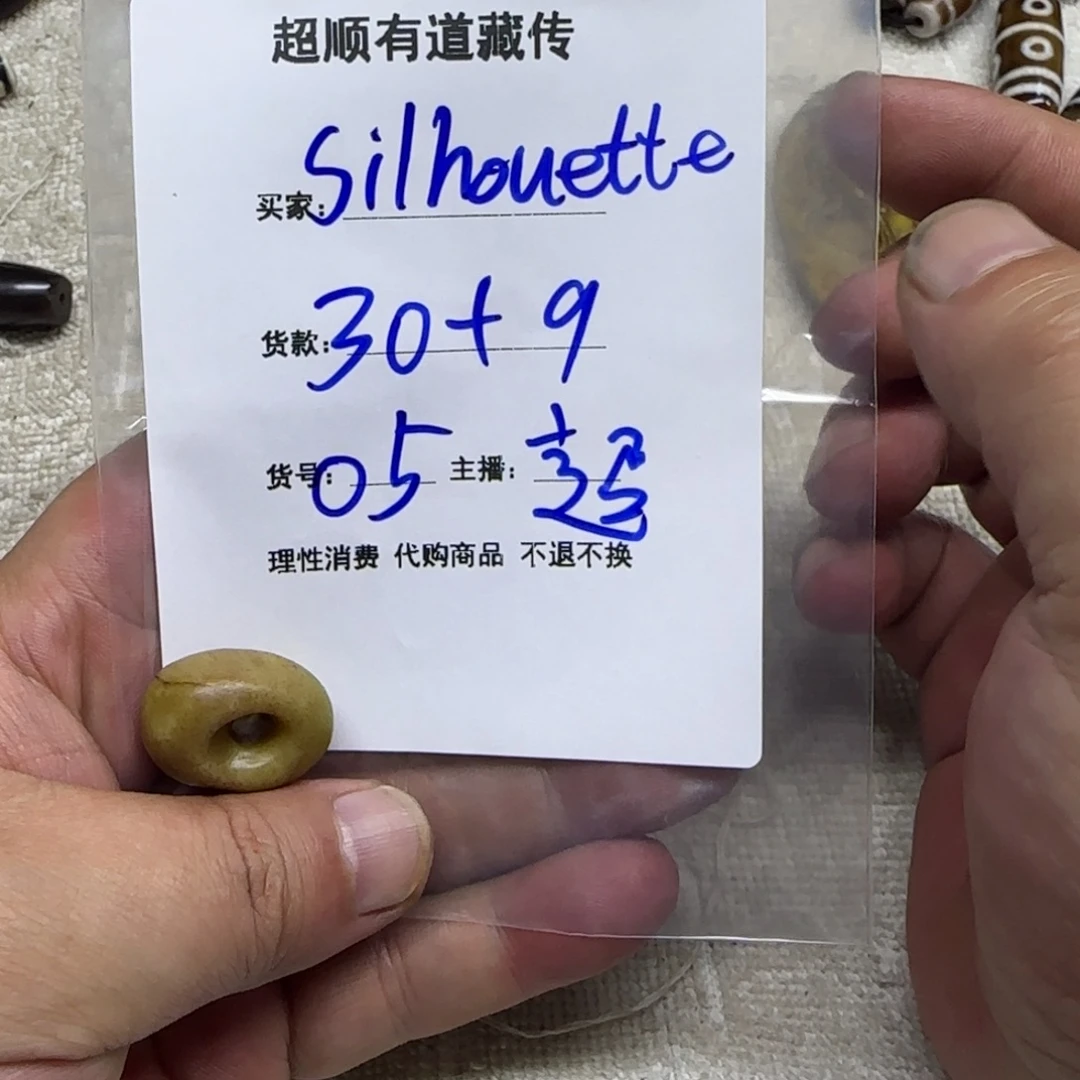 超顺有道藏传
买家: Silhouette
货款: 30+9
货号: 05 主播: 超
理性消费 代购商品 不退不换